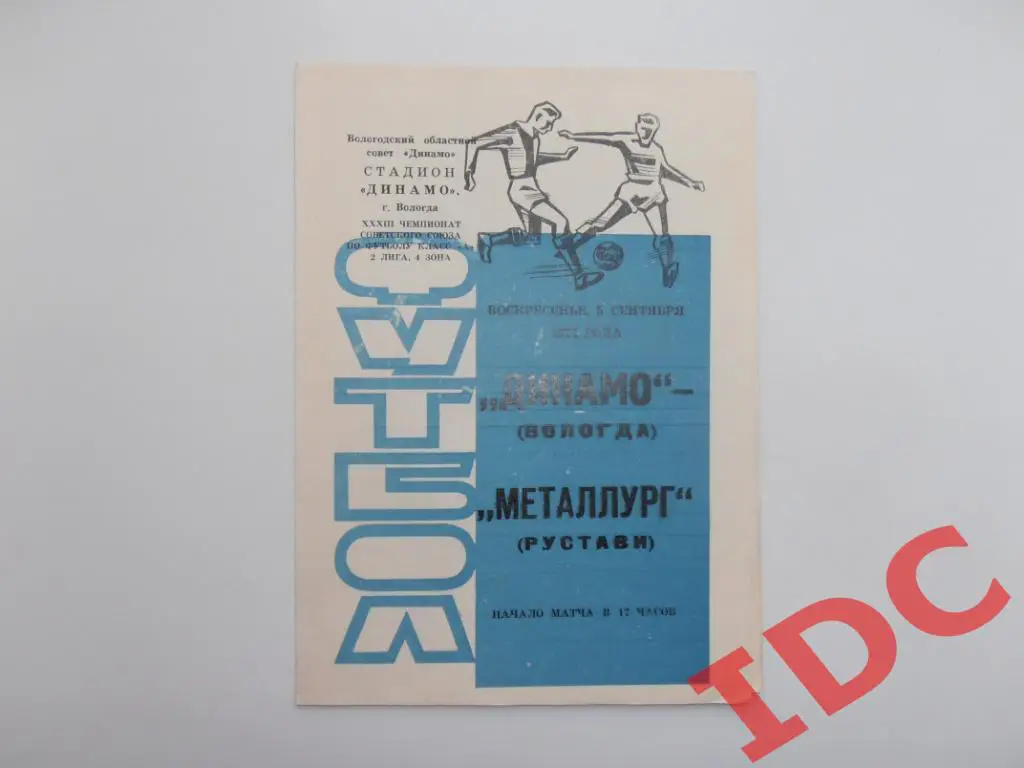 Вологодский областной
совет «Динамо»
СТАДИОН
«ДИНАМО».
г. Вологда
XXXIII ЧЕМПИОНАТ
СОВЕТСКОГО СОЮЗА
ПО ФУТБОЛУ КЛАСС «А»
2 ЛИГА, 4 ЗОНА
ФУТБОЛ
ВОСКРЕСЕНЬЕ, 5 СЕНТЯБРЯ
1971 ГОДА
„ДИНАМО“ –
(ВОЛОГДА)
„МЕТАЛЛУРГ“
(РУСТАВИ)
НАЧАЛО МАТЧА В 17 ЧАСОВ
IDC